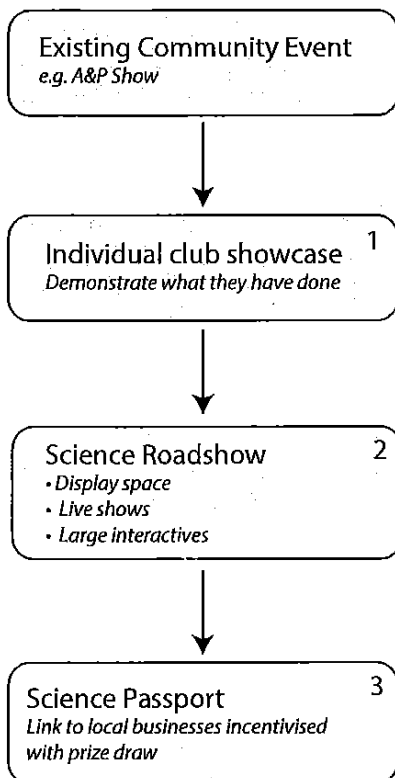 Existing Community Event
e.g. A&P Show
Individual club showcase 1
Demonstrate what they have done
Science Roadshow 2
• Display space
• Live shows
• Large interactives
Science Passport 3
Link to local businesses incentivised
with prize draw